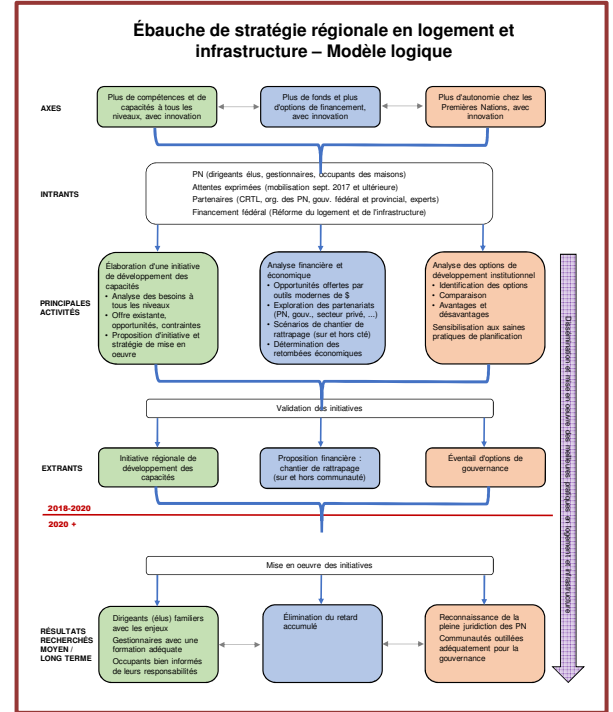 Ébauche de stratégie régionale en logement et
infrastructure – Modèle logique
AXES
Plus de compétences et de
capacités à tous les
niveaux, avec innovation
Plus de fonds et plus
d'options de financement,
avec innovation
Plus d'autonomie chez les
Premières Nations, avec
innovation
INTRANTS
PN (dirigeants élus, gestionnaires, occupants des maisons)
Attentes exprimées (mobilisation sept. 2017 et ultérieure)
Partenaires (CRTL, org. des PN, gouv. fédéral et provincial, experts)
Financement fédéral (Réforme du logement et de l'infrastructure)
PRINCIPALES
ACTIVITÉS
Élaboration d'une initiative
de développement des
capacités
• Analyse des besoins à
tous les niveaux
• Offre existante,
opportunités, contraintes
• Proposition d'initiative et
stratégie de mise en
oeuvre
Analyse financière et
économique
• Opportunités offertes par
outils modernes de $
• Exploration des partenariats
(PN, gouv., secteur privé, ...)
• Scénarios de chantier de
rattrapage (sur et hors cté)
• Détermination des
retombées économiques
Analyse des options de
développement institutionnel
• Identification des options
• Comparaison
• Avantages et
désavantages
Sensibilisation aux saines
pratiques de planification
Validation des initiatives
EXTRANTS
Initiative régionale de
développement des
capacités
Proposition financière :
chantier de rattrapage
(sur et hors communauté)
Éventail d'options de
gouvernance
2018-2020
2020 +
Mise en oeuvre des initiatives
RÉSULTATS
RECHERCHÉS
MOYEN /
LONG TERME
Dirigeants (élus) familiers
avec les enjeux
Gestionnaires avec une
formation adéquate
Occupants bien informés
de leurs responsabilités
Élimination du retard
accumulé
Reconnaissance de la
pleine juridiction des PN
Communautés outillées
adéquatement pour la
gouvernance
Dissémination et mise en oeuvre des meilleures pratiques en logement et infrastructure